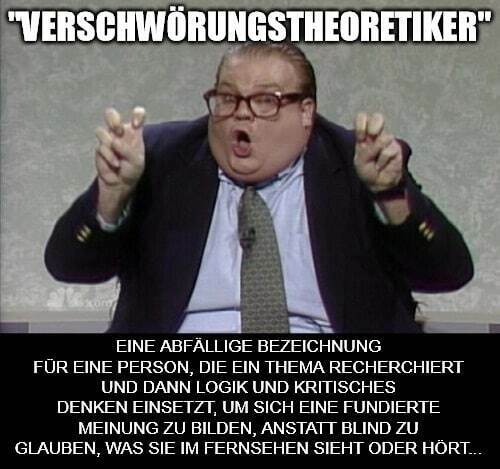 "VERSCHWÖRUNGSTHEORETIKER"
EINE ABFÄLLIGE BEZEICHNUNG
FÜR EINE PERSON, DIE EIN THEMA RECHERCHIERT
UND DANN LOGIK UND KRITISCHES
DENKEN EINSETZT, UM SICH EINE FUNDIERTE
MEINUNG ZU BILDEN, ANSTATT BLIND ZU
GLAUBEN, WAS SIE IM FERNSEHEN SIEHT ODER HÖRT...